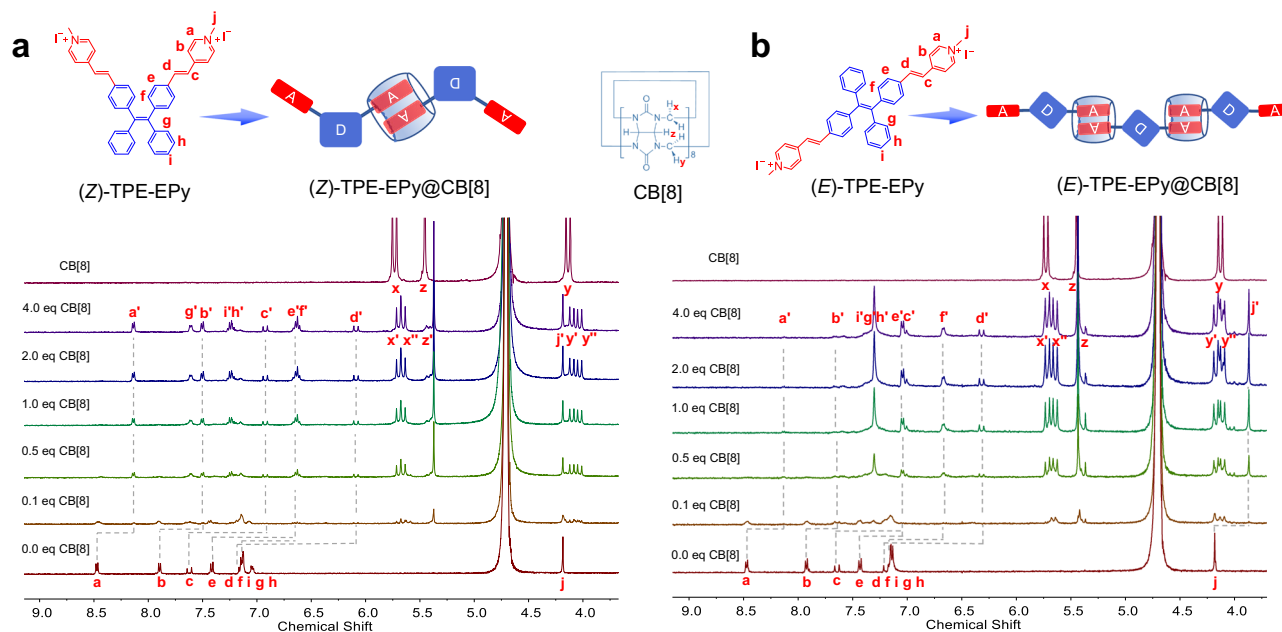 a
j
I⁻
+N
N+
I⁻
a
b
d
c
e
f
g
h
i
(Z)-TPE-EPy
A
D
A
A
D
A
(Z)-TPE-EPy@CB[8]
O
H x
N
N
C
H
H
H
H z
N
N
C
H
O
H y
8
CB[8]
b
a
j
b
N+
I⁻
d
c
e
f
g
h
i
I⁻
+N
(E)-TPE-EPy
A
D
A
A
D
A
A
D
A
(E)-TPE-EPy@CB[8]
CB[8]
x z y
4.0 eq CB[8]
a' g' b' i'h' c' e'f' d'
x' x'' z' j' y' y''
2.0 eq CB[8]
1.0 eq CB[8]
0.5 eq CB[8]
0.1 eq CB[8]
0.0 eq CB[8]
a b c e d f i g h j
9.0 8.5 8.0 7.5 7.0 6.5 6.0 5.5 5.0 4.5 4.0
Chemical Shift
CB[8]
x z y
4.0 eq CB[8]
a' b' i'g'h' e'c' f' d' j'
x' x'' z y' y''
2.0 eq CB[8]
1.0 eq CB[8]
0.5 eq CB[8]
0.1 eq CB[8]
0.0 eq CB[8]
a b c e d f i g h j
9.0 8.5 8.0 7.5 7.0 6.5 6.0 5.5 5.0 4.5 4.0
Chemical Shift